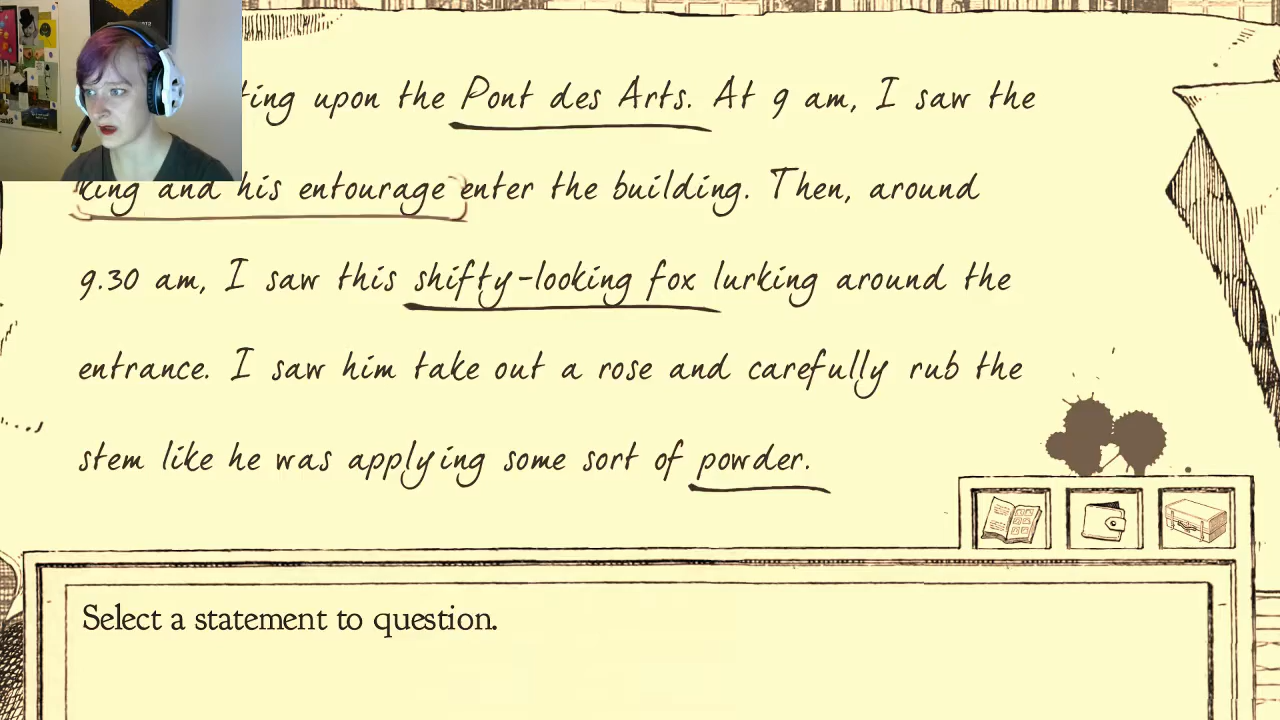 ting upon the Pont des Arts. At 9 am, I saw the
king and his entourage enter the building. Then, around
9.30 am, I saw this shifty-looking fox lurking around the
entrance. I saw him take out a rose and carefully rub the
stem like he was applying some sort of powder.
Select a statement to question.